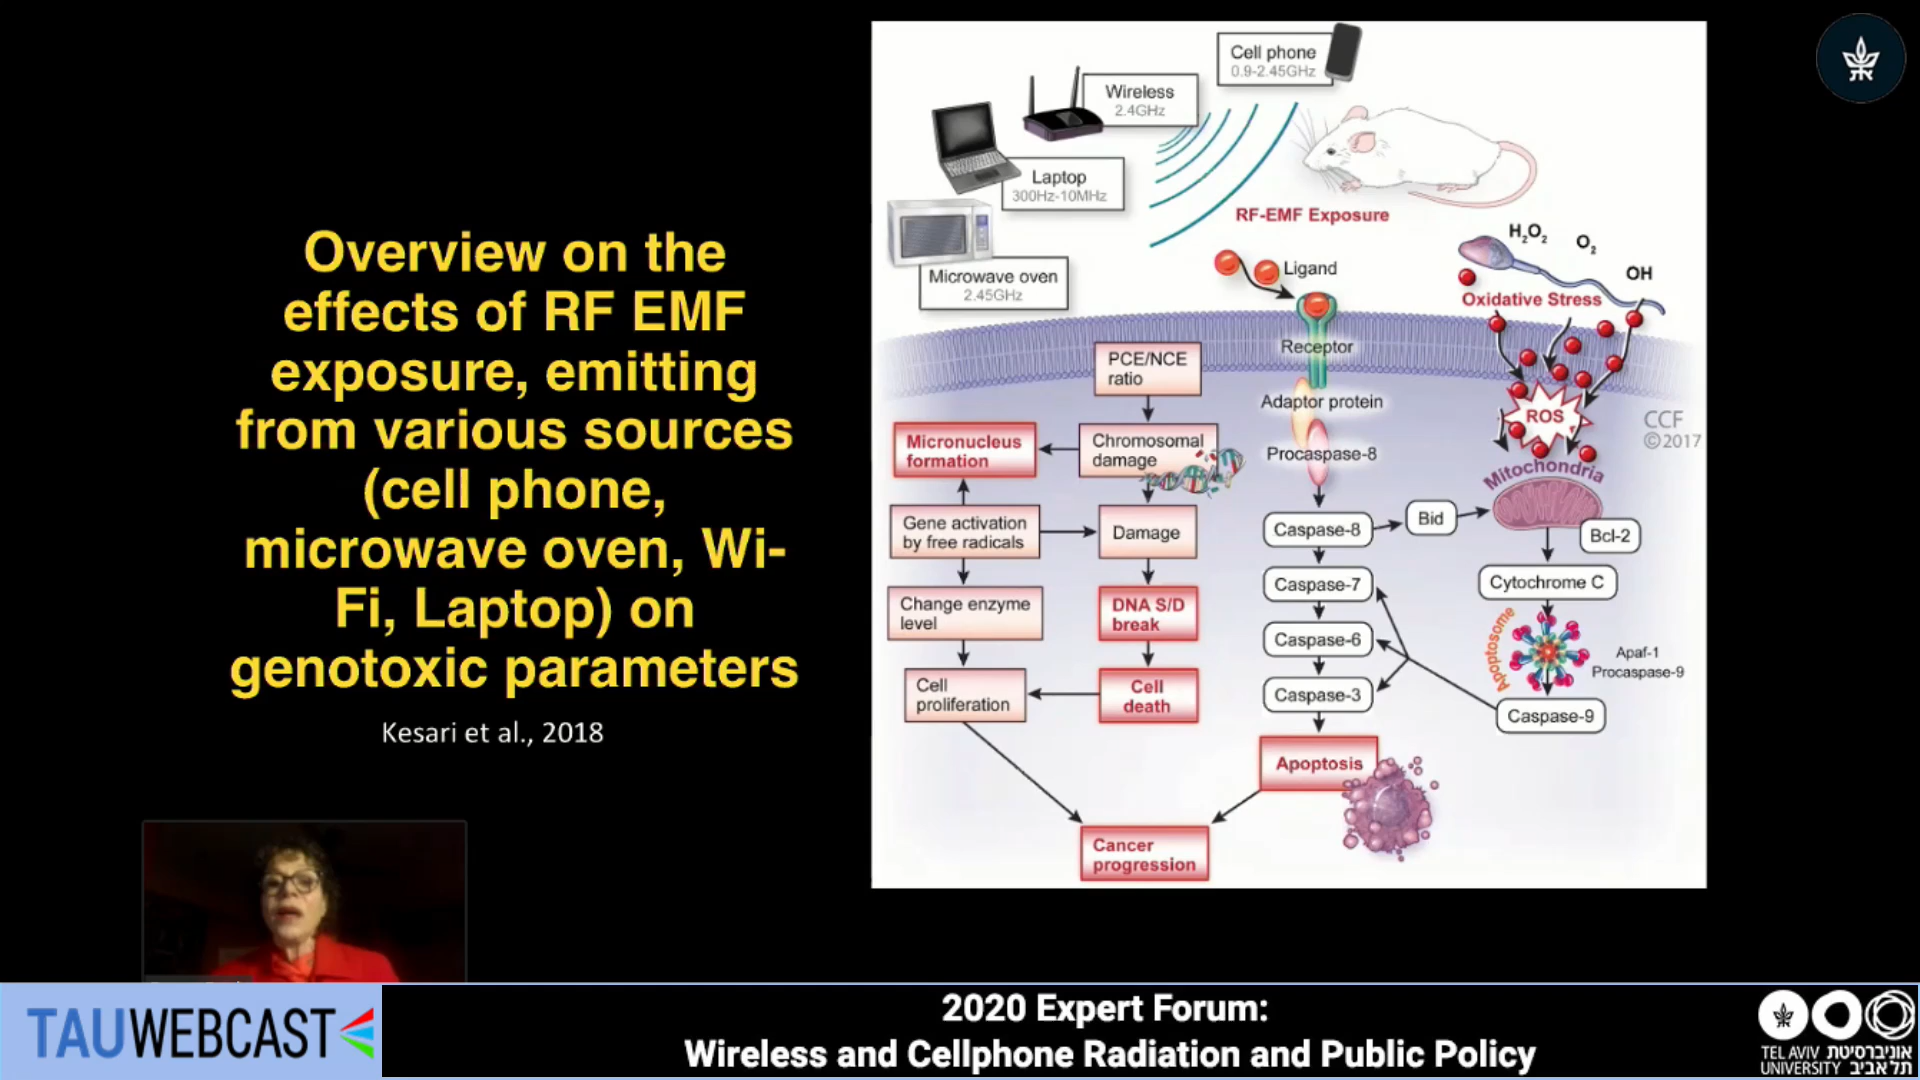 Overview on the
effects of RF EMF
exposure, emitting
from various sources
(cell phone,
microwave oven, Wi-
Fi, Laptop) on
genotoxic parameters
Kesari et al., 2018
Cell phone
0.9-2.45GHz
Wireless
2.4GHz
Laptop
300Hz-10MHz
Microwave oven
2.45GHz
RF-EMF Exposure
H2O2
O2
OH
Oxidative Stress
Ligand
Receptor
PCE/NCE
ratio
Adaptor protein
ROS
CCF
©2017
Micronucleus
formation
Chromosomal
damage
Procaspase-8
Mitochondria
Gene activation
by free radicals
Damage
Caspase-8
Bid
Bcl-2
Change enzyme
level
DNA S/D
break
Caspase-7
Cytochrome C
Caspase-6
Apoptosome
Apaf-1
Procaspase-9
Cell
proliferation
Cell
death
Caspase-3
Caspase-9
Apoptosis
Cancer
progression
TAUWEBCAST
2020 Expert Forum:
Wireless and Cellphone Radiation and Public Policy
TEL AVIV אוניברסיטת
UNIVERSITY תל אביב